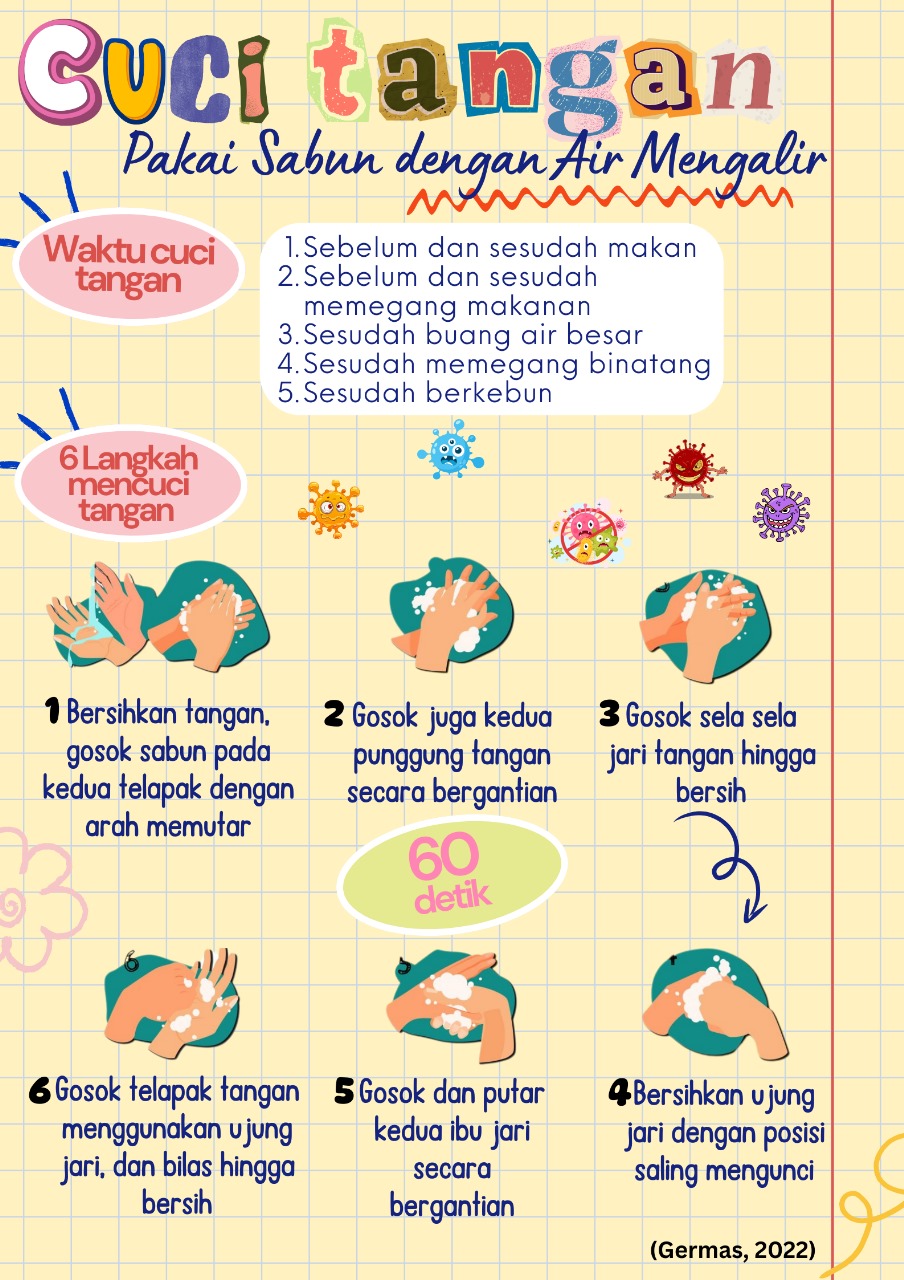 Cuci tangan
Pakai Sabun dengan Air Mengalir
Waktu cuci
tangan
1. Sebelum dan sesudah makan
2. Sebelum dan sesudah
memegang makanan
3. Sesudah buang air besar
4. Sesudah memegang binatang
5. Sesudah berkebun
6 Langkah
mencuci
tangan
1 Bersihkan tangan,
gosok sabun pada
kedua telapak dengan
arah memutar
2 Gosok juga kedua
punggung tangan
secara bergantian
3 Gosok sela sela
jari tangan hingga
bersih
60
detik
4 Bersihkan ujung
jari dengan posisi
saling mengunci
5 Gosok dan putar
kedua ibu jari
secara
bergantian
6 Gosok telapak tangan
menggunakan ujung
jari, dan bilas hingga
bersih
6
(Germas, 2022)